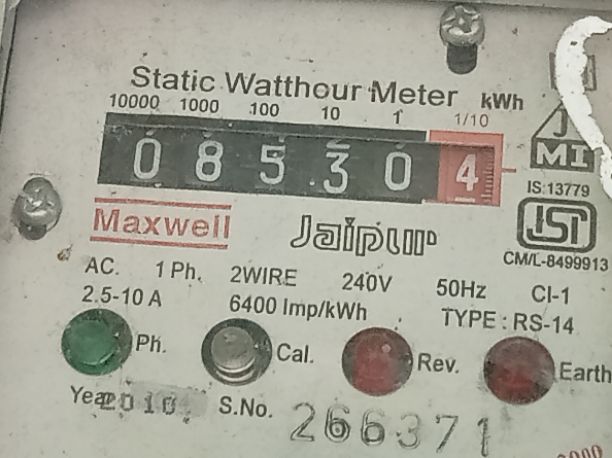 Static Watthour Meter kWh
10000 1000 100 10 1 1/10
0 8 5 3 0 4
MI
IS:13779
Maxwell Jaipur
ISI
CM/L-8499913
AC. 1 Ph. 2WIRE 240V 50Hz Cl-1
2.5-10 A 6400 Imp/kWh TYPE : RS-14
Ph. Cal. Rev. Earth
Year 2010 S.No. 266371